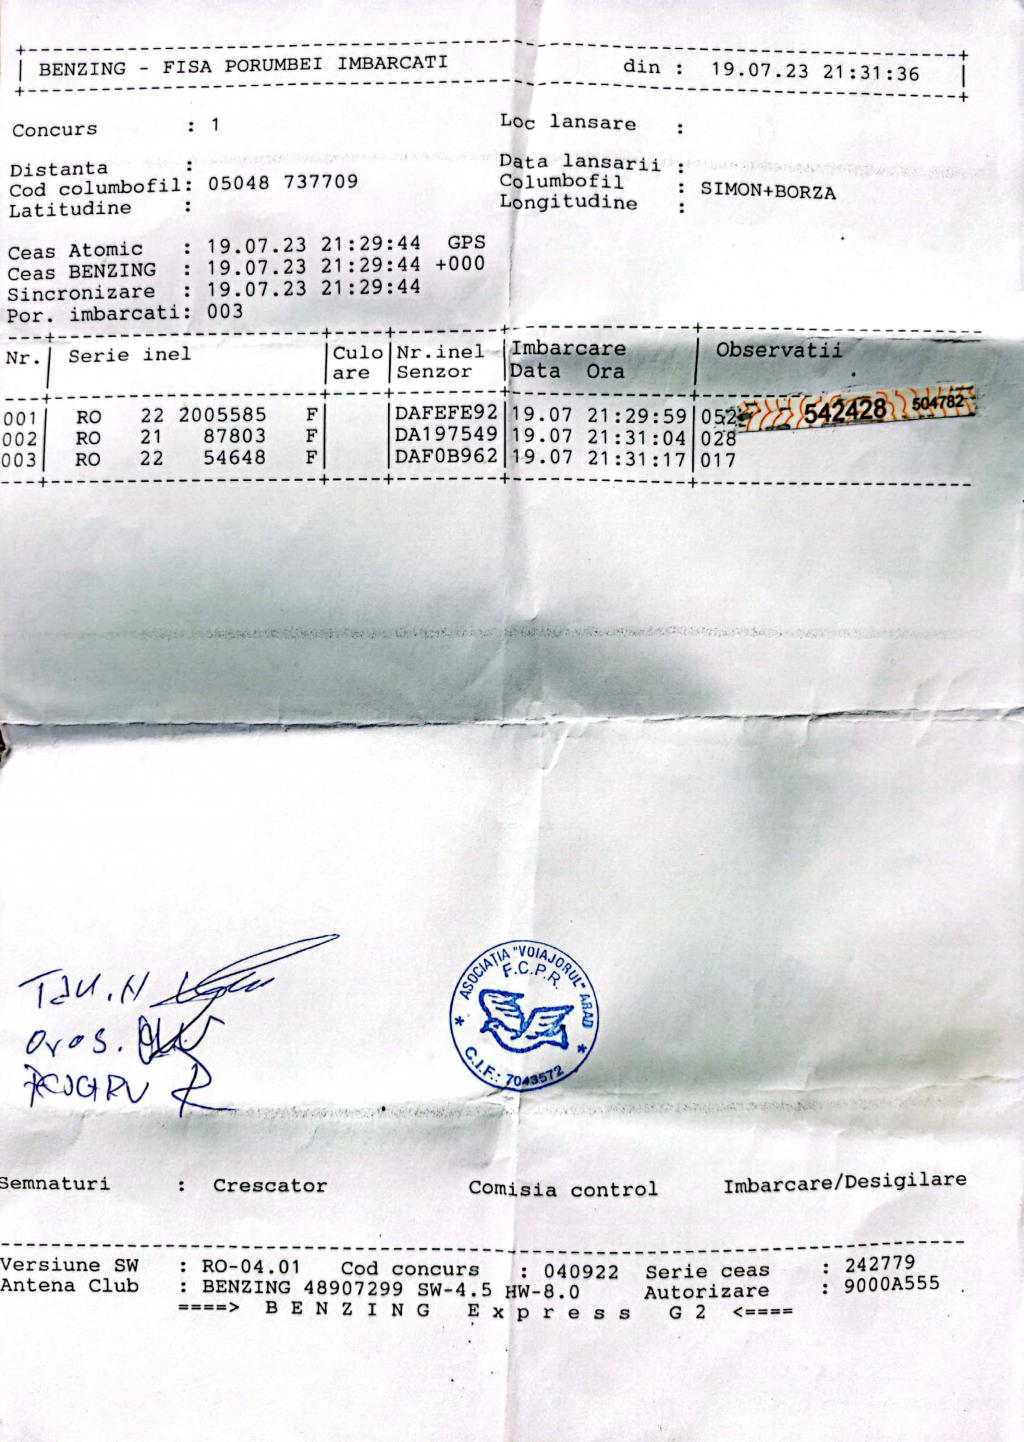 BENZING - FISA PORUMBEI IMBARCATI din : 19.07.23 21:31:36
Concurs : 1 Loc lansare :
Distanta : Data lansarii :
Cod columbofil: 05048 737709 Columbofil : SIMON+BORZA
Latitudine : Longitudine :
Ceas Atomic : 19.07.23 21:29:44 GPS
Ceas BENZING : 19.07.23 21:29:44 +000
Sincronizare : 19.07.23 21:29:44
Por. imbarcati: 003
Nr. Serie inel Culo Nr.inel Imbarcare Observatii
are Senzor Data Ora
001 RO 22 2005585 F DAFEFE92 19.07 21:29:59 052 542428 504782
002 RO 21 87803 F DA197549 19.07 21:31:04 028
003 RO 22 54648 F DAF0B962 19.07 21:31:17 017
ASOCIAȚIA "VOIAJORUL" ARAD
F.C.P.R.
* C.I.F.: 7043572 *
Oros.
Semnaturi : Crescator Comisia control Imbarcare/Desigilare
Versiune SW : RO-04.01 Cod concurs : 040922 Serie ceas : 242779
Antena Club : BENZING 48907299 SW-4.5 HW-8.0 Autorizare : 9000A555
====> B E N Z I N G E x p r e s s G 2 <====